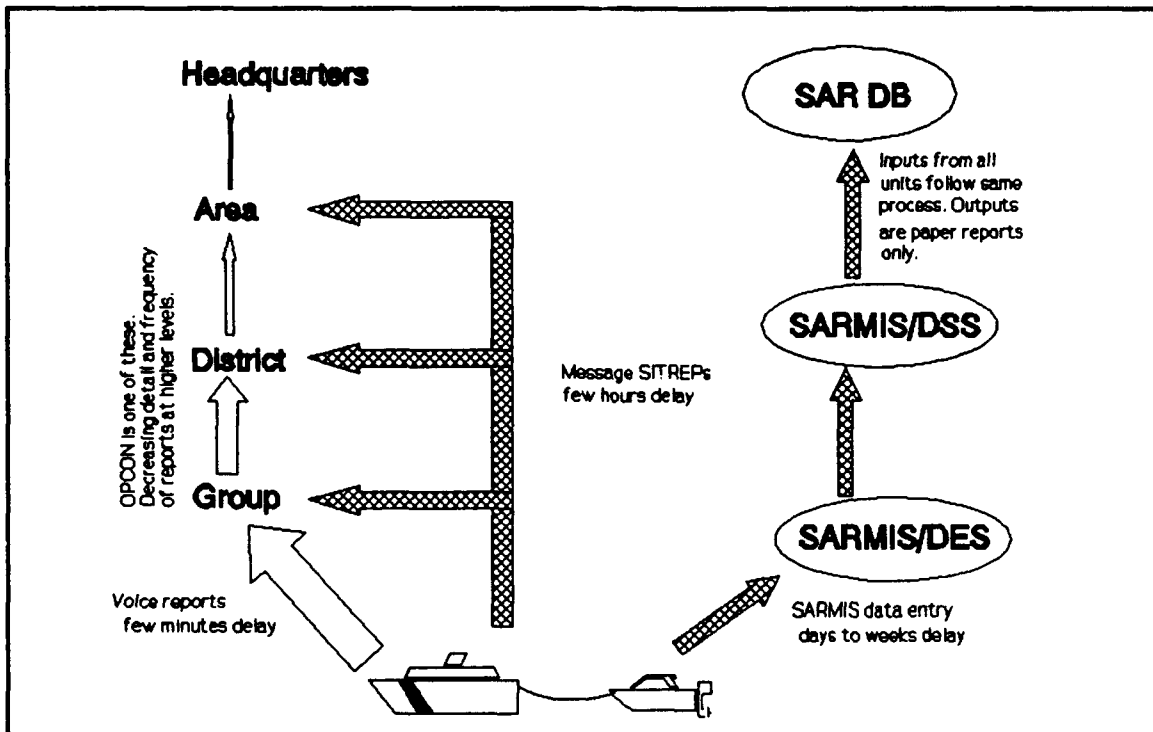 Headquarters
Area
District
Group
OPCON is one of these.
Decreasing detail and frequency
of reports at higher levels.
Voice reports
few minutes delay
Message SITREPs
few hours delay
SAR DB
Inputs from all
units follow same
process. Outputs
are paper reports
only.
SARMIS/DSS
SARMIS/DES
SARMIS data entry
days to weeks delay